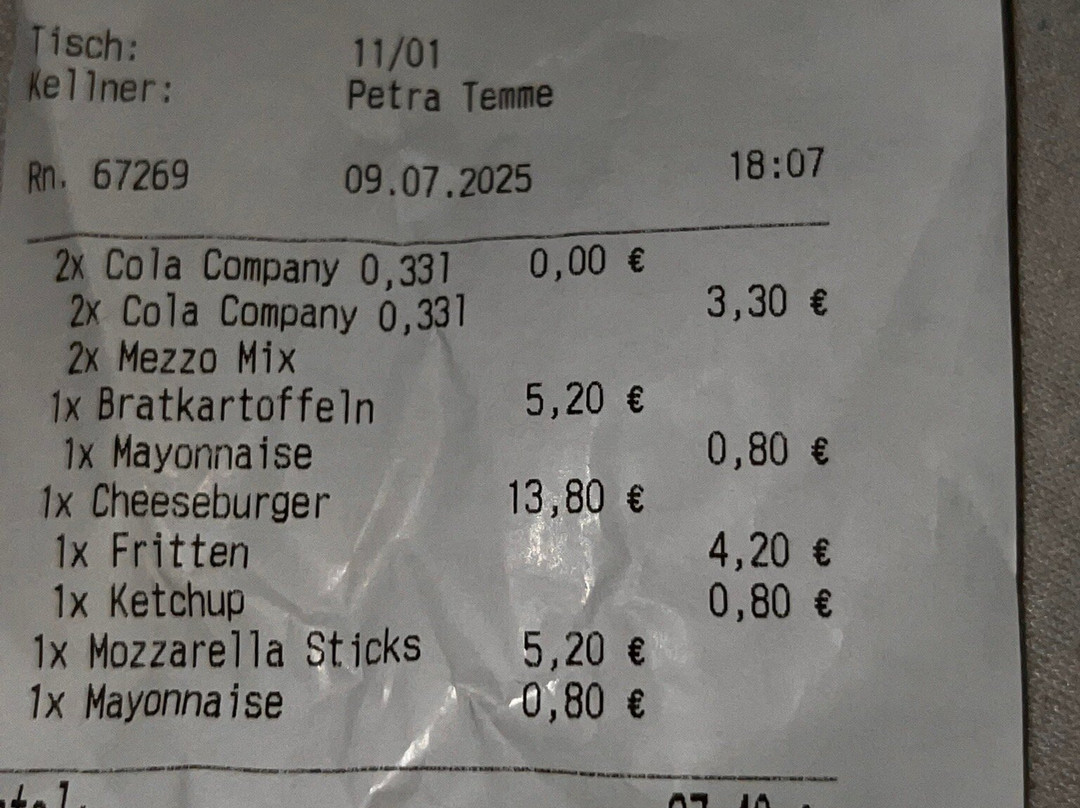 Tisch: 11/01
Kellner: Petra Temme
Rn. 67269 09.07.2025 18:07
2x Cola Company 0,33l 0,00 €
2x Cola Company 0,33l 3,30 €
2x Mezzo Mix
1x Bratkartoffeln 5,20 €
1x Mayonnaise 0,80 €
1x Cheeseburger 13,80 €
1x Fritten 4,20 €
1x Ketchup 0,80 €
1x Mozzarella Sticks 5,20 €
1x Mayonnaise 0,80 €